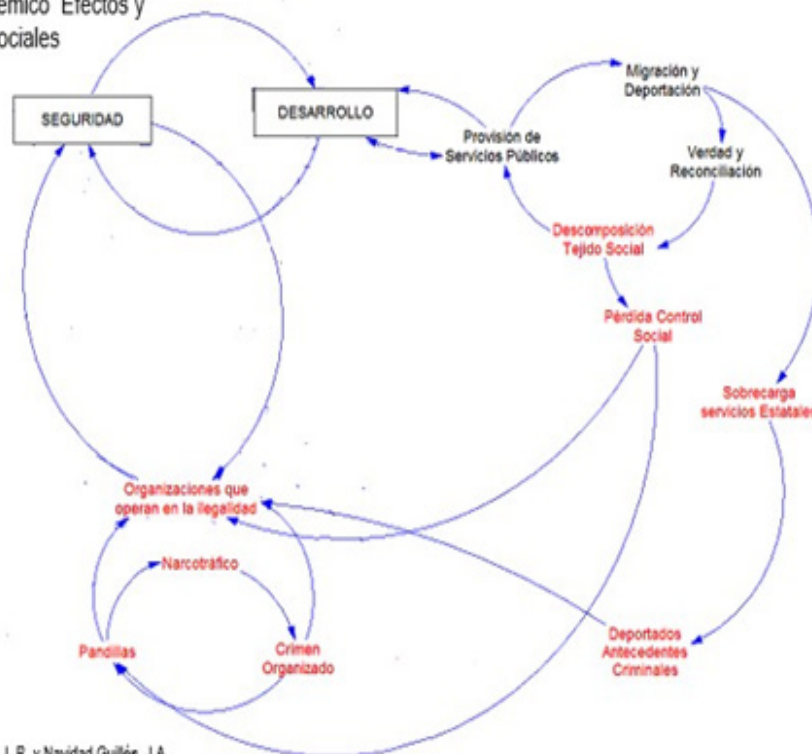 émico Efectos y
ociales
SEGURIDAD
DESARROLLO
Provisión de
Servicios Públicos
Migración y
Deportación
Verdad y
Reconciliación
Descomposición
Tejido Social
Pérdida Control
Social
Sobrecarga
servicios Estatales
Organizaciones que
operan en la ilegalidad
Narcotráfico
Pandillas
Crimen
Organizado
Deportados
Antecedentes
Criminales
y Navidad Guillés